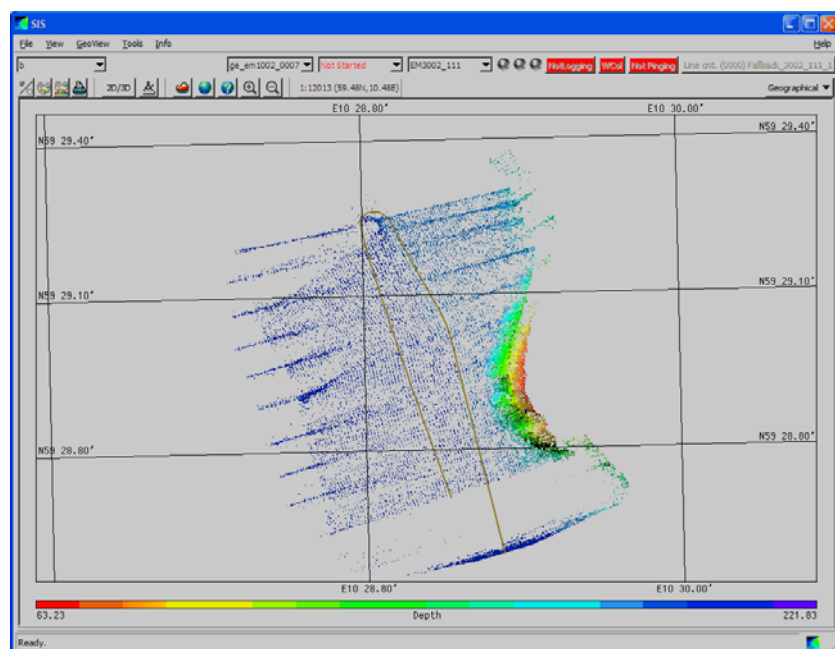 SIS
File View GeoView Tools Info Help
b ge_em1002_0007 Not Started EM3002_111 Not Logging WCol Not Pinging Line cnt. (0000) Fallback_3002_111_1
2D/3D 1:12013 (59.48N,10.48E) Geographical
E10 28.80' E10 30.00'
N59 29.40' N59 29.40'
N59 29.10' N59 29.10'
N59 28.80' N59 28.80'
E10 28.80' E10 30.00'
63.23 Depth 221.83
Ready.